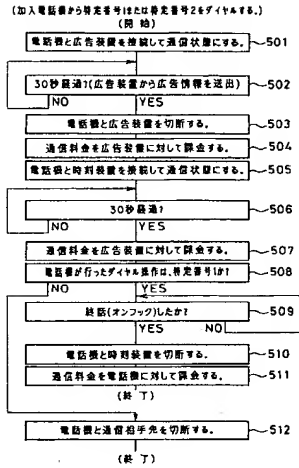 (加入電話機から特定番号1または特定番号2をダイヤルする。)
(開始)
電話機と広告装置を接続して通信状態にする。 501
30秒経過?(広告装置から広告情報を送出) 502
NO YES
電話機と広告装置を切断する。 503
通信料金を広告装置に対して課金する。 504
電話機と時刻装置を接続して通信状態にする。 505
30秒経過? 506
NO YES
通信料金を広告装置に対して課金する。 507
電話機が行ったダイヤル操作は、特定番号1か? 508
NO YES
終話(オンフック)したか? 509
YES NO
電話機と時刻装置を切断する。 510
通信料金を電話機に対して課金する。 511
(終了)
電話機と通信相手先を切断する。 512
(終了)